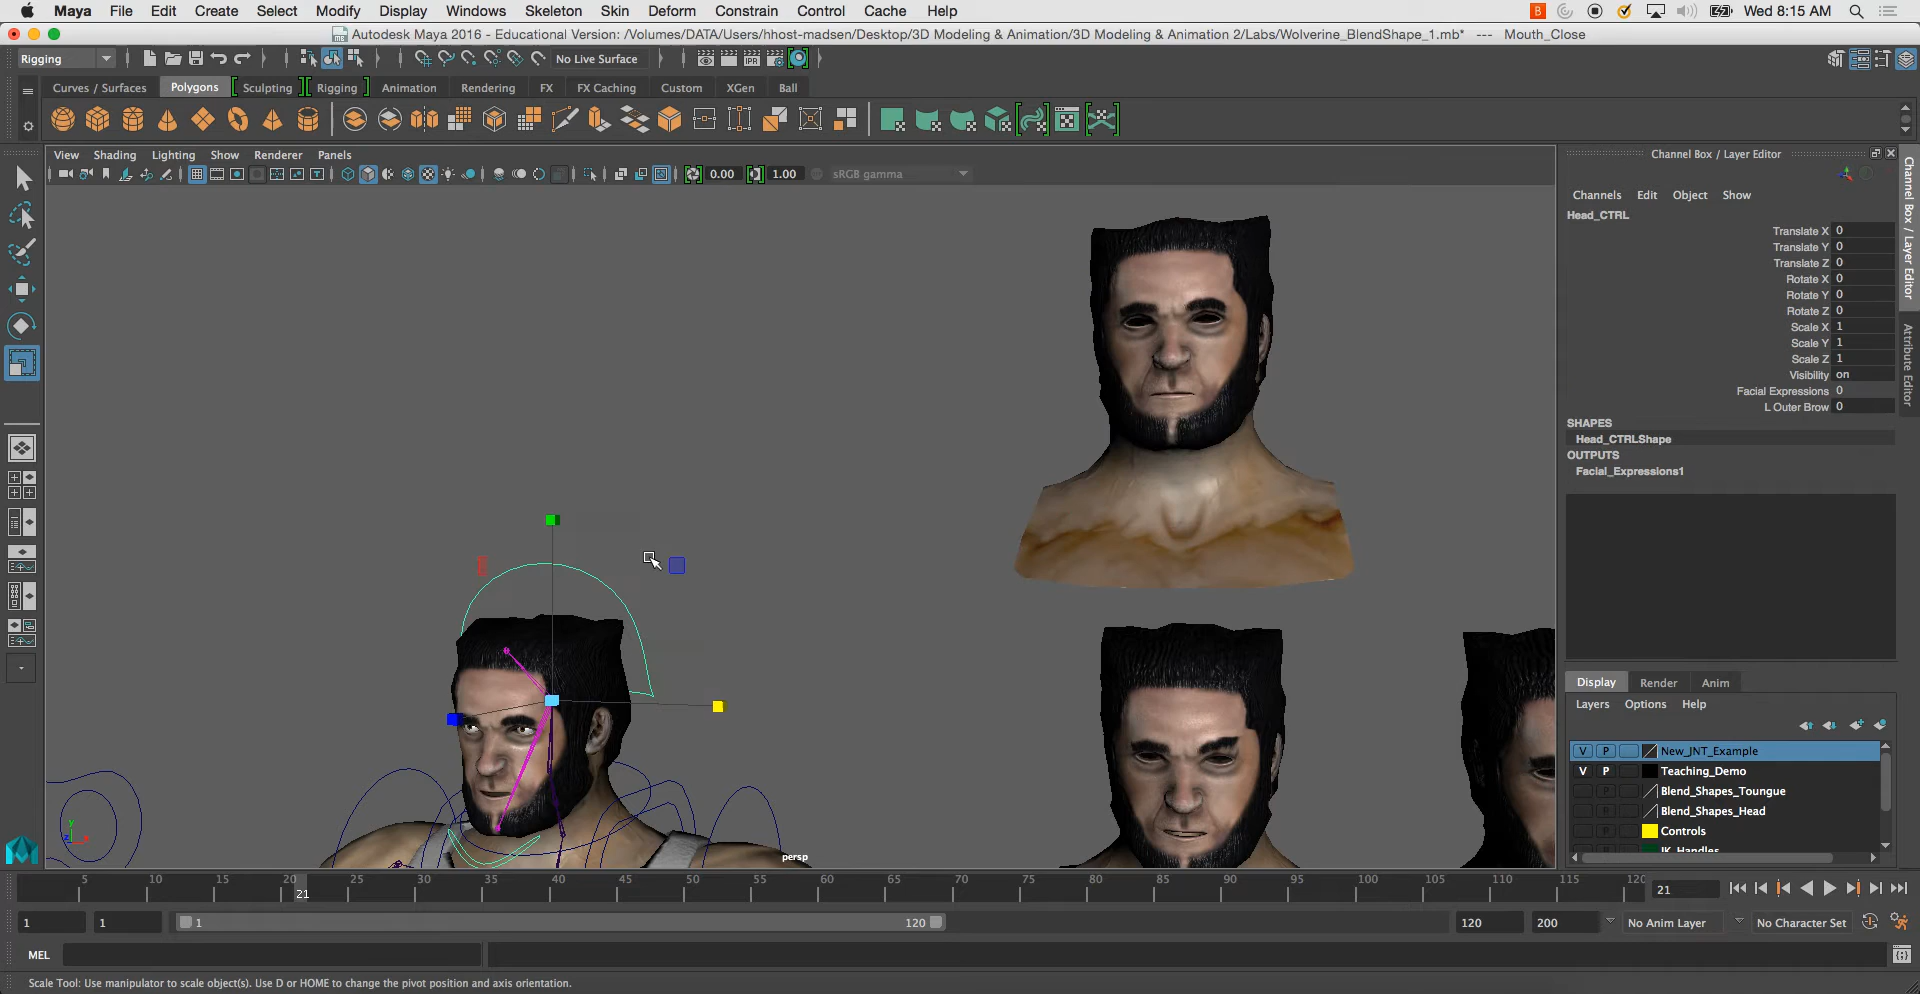 Maya File Edit Create Select Modify Display Windows Skeleton Skin Deform Constrain Control Cache Help
B Wed 8:15 AM
Autodesk Maya 2016 - Educational Version: /Volumes/DATA/Users/hhost-madsen/Desktop/3D Modeling & Animation/3D Modeling & Animation 2/Labs/Wolverine_BlendShape_1.mb* --- Mouth_Close
Rigging
No Live Surface
IPR
Curves / Surfaces Polygons Sculpting Rigging Animation Rendering FX FX Caching Custom XGen Ball
View Shading Lighting Show Renderer Panels
0.00 1.00 sRGB gamma
Channel Box / Layer Editor
Channels Edit Object Show
Head_CTRL
Translate X 0
Translate Y 0
Translate Z 0
Rotate X 0
Rotate Y 0
Rotate Z 0
Scale X 1
Scale Y 1
Scale Z 1
Visibility on
Facial Expressions 0
L Outer Brow 0
SHAPES
Head_CTRLShape
OUTPUTS
Facial_Expressions1
Channel Box / Layer Editor
Attribute Editor
E
y
z x
persp
Display Render Anim
Layers Options Help
V P New_JNT_Example
V P Teaching_Demo
Blend_Shapes_Toungue
P Blend_Shapes_Head
P Controls
IK_Handles
5 10 15 20 25 30 35 40 45 50 55 60 65 70 75 80 85 90 95 100 105 110 115 120
21
21
1 1 1 120 120 200 No Anim Layer No Character Set
MEL
Scale Tool: Use manipulator to scale object(s). Use D or HOME to change the pivot position and axis orientation.